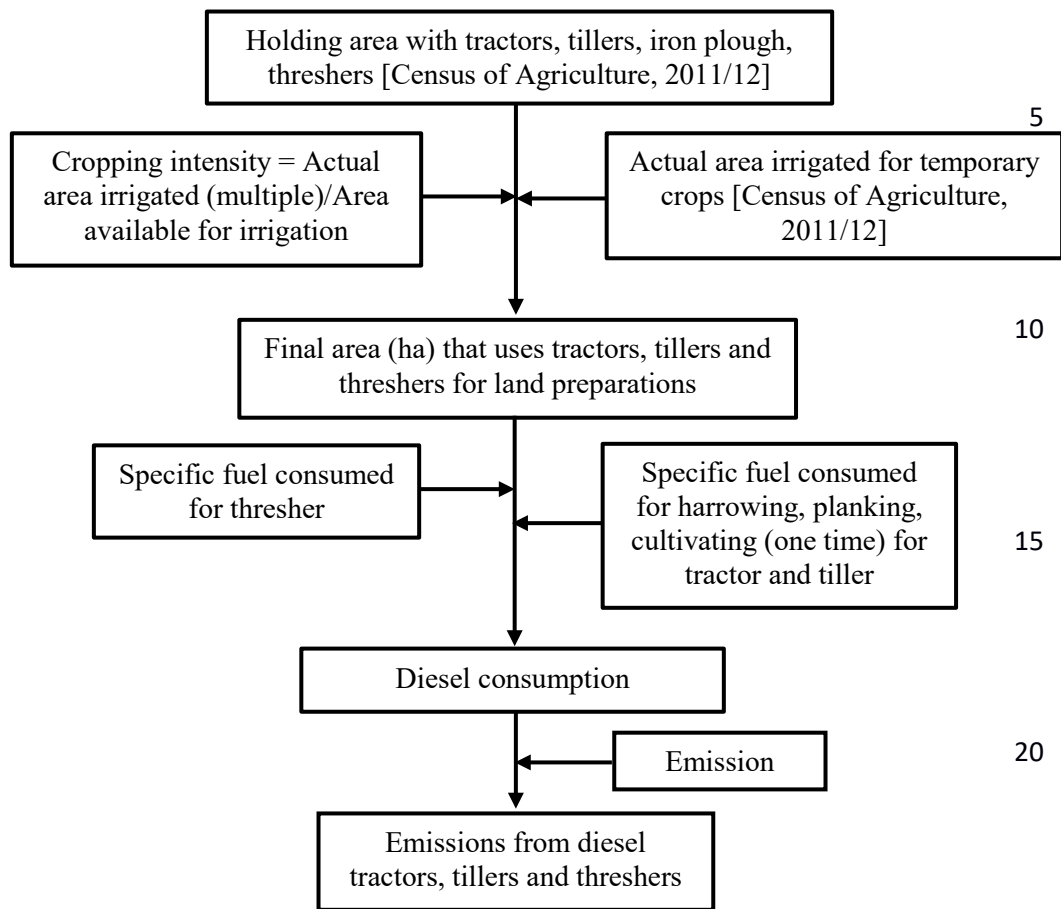 Holding area with tractors, tillers, iron plough,
threshers [Census of Agriculture, 2011/12]
5
Cropping intensity = Actual
area irrigated (multiple)/Area
available for irrigation
Actual area irrigated for temporary
crops [Census of Agriculture,
2011/12]
10
Final area (ha) that uses tractors, tillers and
threshers for land preparations
Specific fuel consumed
for thresher
Specific fuel consumed
for harrowing, planking,
cultivating (one time) for
tractor and tiller
15
Diesel consumption
20
Emission
Emissions from diesel
tractors, tillers and threshers